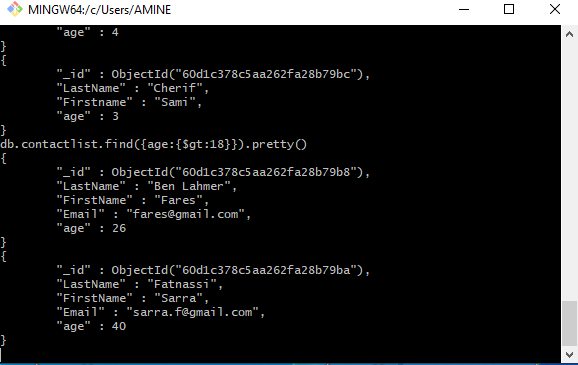 MINGW64:/c/Users/AMINE
"age" : 4
}
{
"_id" : ObjectId("60d1c378c5aa262fa28b79bc"),
"LastName" : "Cherif",
"Firstname" : "Sami",
"age" : 3
}
db.contactlist.find({age:{$gt:18}}).pretty()
{
"_id" : ObjectId("60d1c378c5aa262fa28b79b8"),
"LastName" : "Ben Lahmer",
"FirstName" : "Fares",
"Email" : "fares@gmail.com",
"age" : 26
}
{
"_id" : ObjectId("60d1c378c5aa262fa28b79ba"),
"LastName" : "Fatnassi",
"FirstName" : "Sarra",
"Email" : "sarra.f@gmail.com",
"age" : 40
}